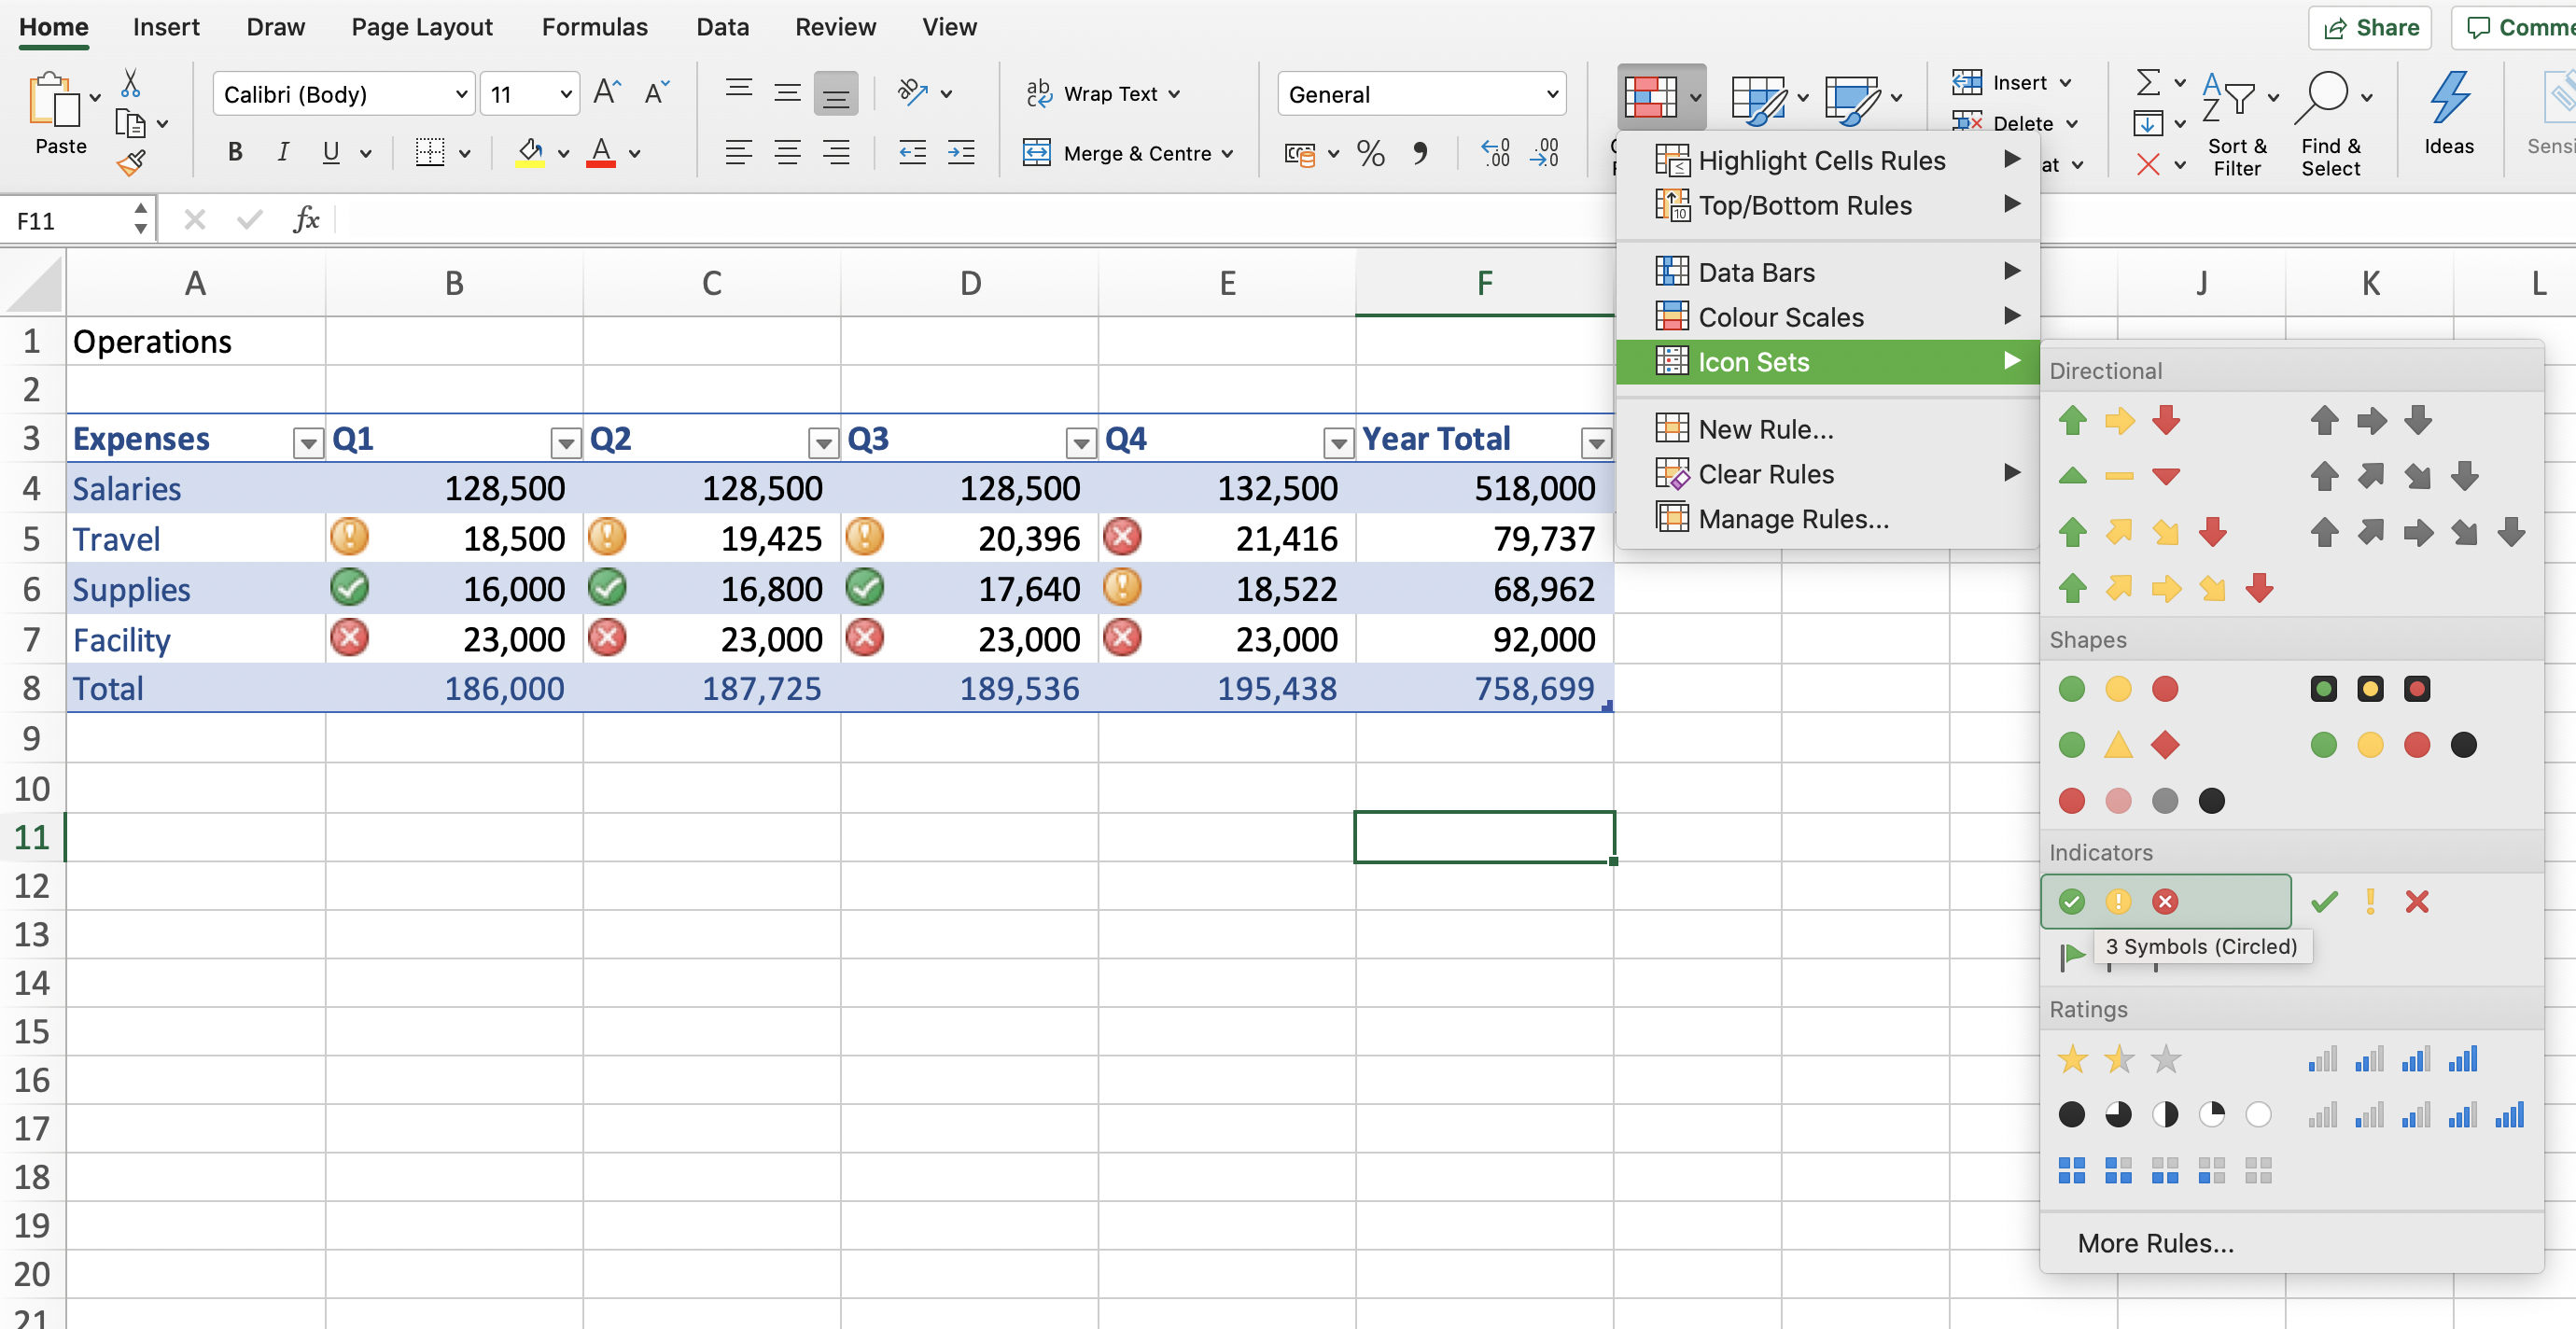 Home Insert Draw Page Layout Formulas Data Review View Share Comme
Calibri (Body) 11 Wrap Text General Insert
Paste B I U Merge & Centre % Delete Sort & Filter Find & Select Ideas Sensi
at
F11 fx
A B C D E F J K L
1 Operations
2
3 Expenses Q1 Q2 Q3 Q4 Year Total
4 Salaries 128,500 128,500 128,500 132,500 518,000
5 Travel 18,500 19,425 20,396 21,416 79,737
6 Supplies 16,000 16,800 17,640 18,522 68,962
7 Facility 23,000 23,000 23,000 23,000 92,000
8 Total 186,000 187,725 189,536 195,438 758,699
9
10
11
12
13
14
15
16
17
18
19
20
21
Highlight Cells Rules
Top/Bottom Rules
Data Bars
Colour Scales
Icon Sets
New Rule...
Clear Rules
Manage Rules...
Directional
Shapes
Indicators
3 Symbols (Circled)
Ratings
More Rules...